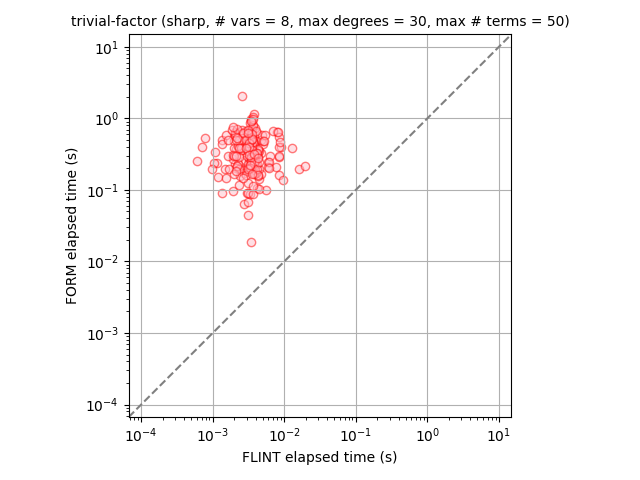 trivial-factor (sharp, # vars = 8, max degrees = 30, max # terms = 50)
FORM elapsed time (s)
10¹
10⁰
10⁻¹
10⁻²
10⁻³
10⁻⁴
10⁻⁴ 10⁻³ 10⁻² 10⁻¹ 10⁰ 10¹
FLINT elapsed time (s)